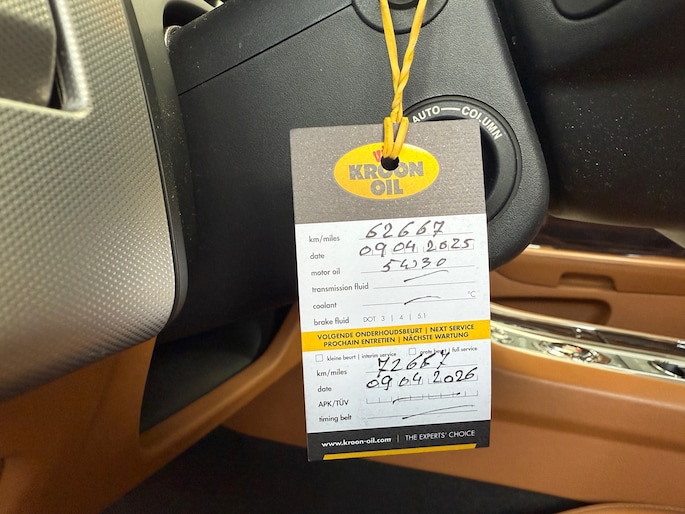 AUTO—COLUMN
KROON
OIL
km/miles 62667
date 09 04 2025
motor oil 5W30
transmission fluid —
coolant — °C
brake fluid DOT 3 | 4 | 5.1
VOLGENDE ONDERHOUDSBEURT | NEXT SERVICE
PROCHAIN ENTRETIEN | NÄCHSTE WARTUNG
kleine beurt | interim service grote beurt | full service
km/miles 72667
date 09 04 2026
APK/TÜV —
timing belt —
www.kroon-oil.com | THE EXPERTS' CHOICE